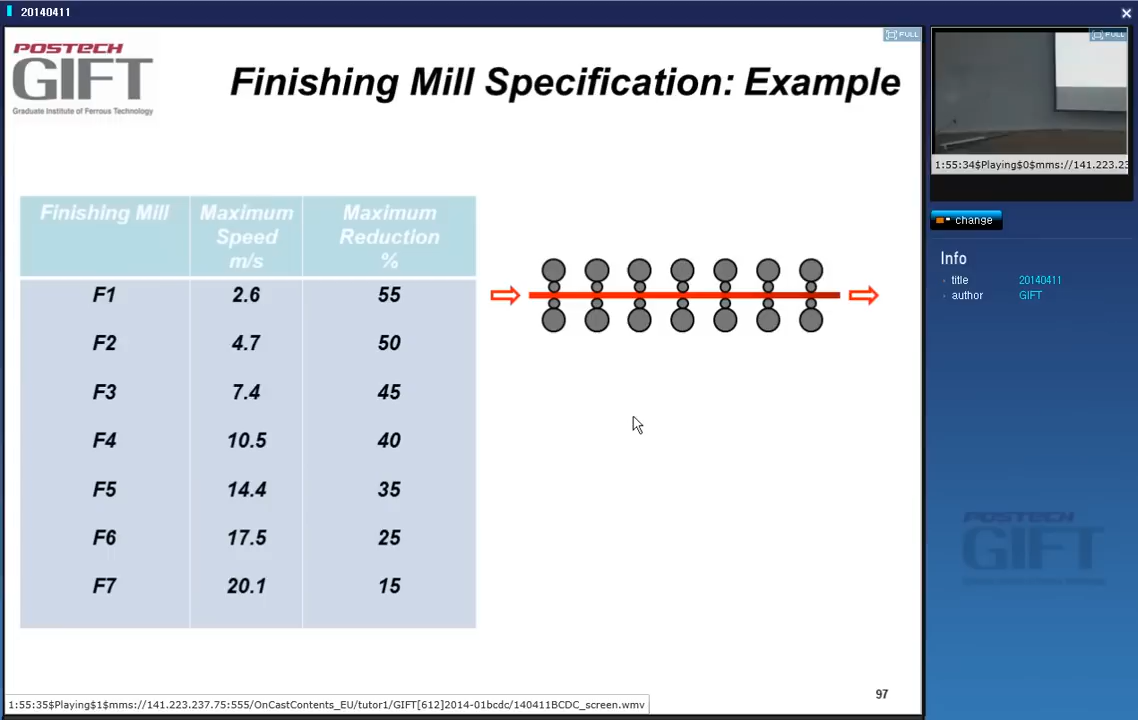 20140411
POSTECH
GIFT
Graduate Institute of Ferrous Technology
Finishing Mill Specification: Example
FULL
Finishing Mill
Maximum Speed m/s
Maximum Reduction %
F1 2.6 55
F2 4.7 50
F3 7.4 45
F4 10.5 40
F5 14.4 35
F6 17.5 25
F7 20.1 15
97
1:55:35$Playing$1$mms://141.223.237.75:555/OnCastContents_EU/tutor1/GIFT[612]2014-01bcdc/140411BCDC_screen.wmv
FULL
1:55:34$Playing$0$mms://141.223.23
change
Info
title 20140411
author GIFT
POSTECH
GIFT